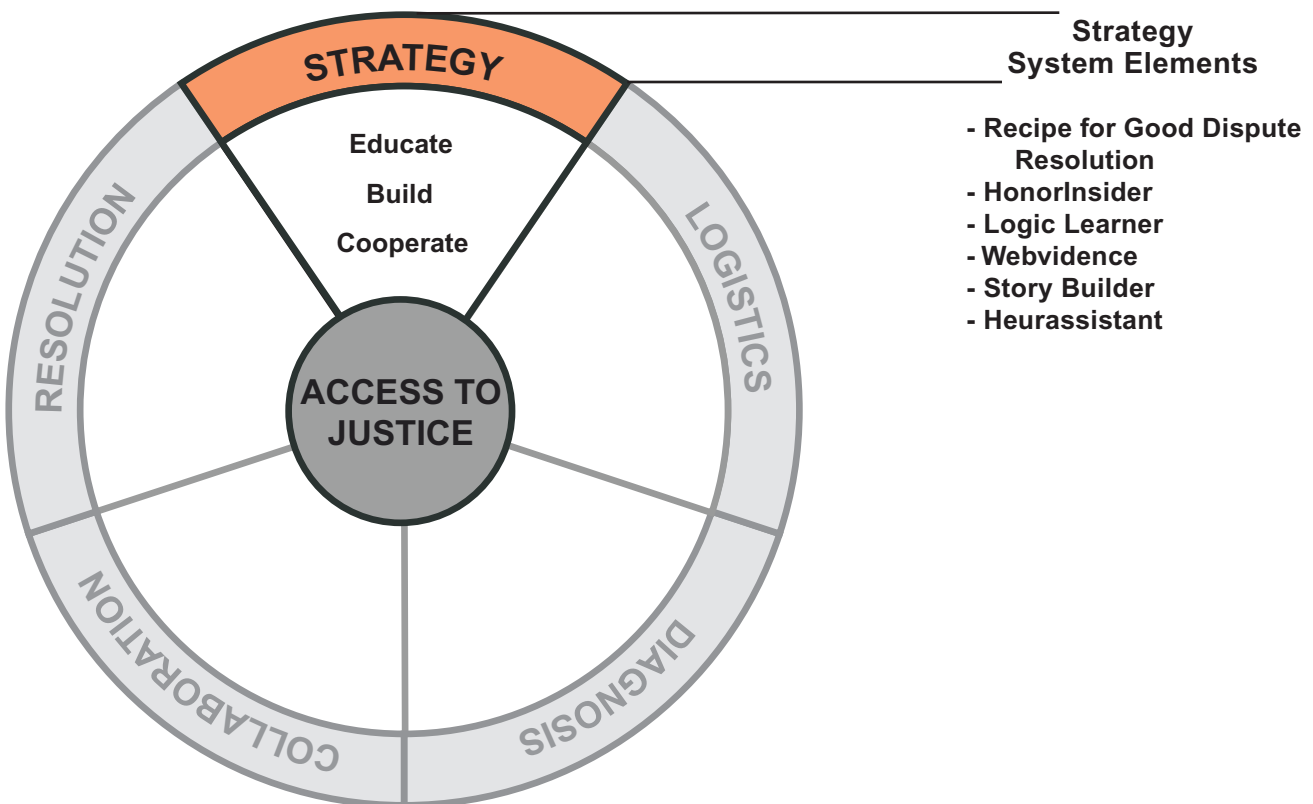 STRATEGY
Educate
Build
Cooperate
RESOLUTION
LOGISTICS
ACCESS TO
JUSTICE
COLLABORATION
DIAGNOSIS
Strategy
System Elements
- Recipe for Good Dispute
Resolution
- HonorInsider
- Logic Learner
- Webvidence
- Story Builder
- Heurassistant